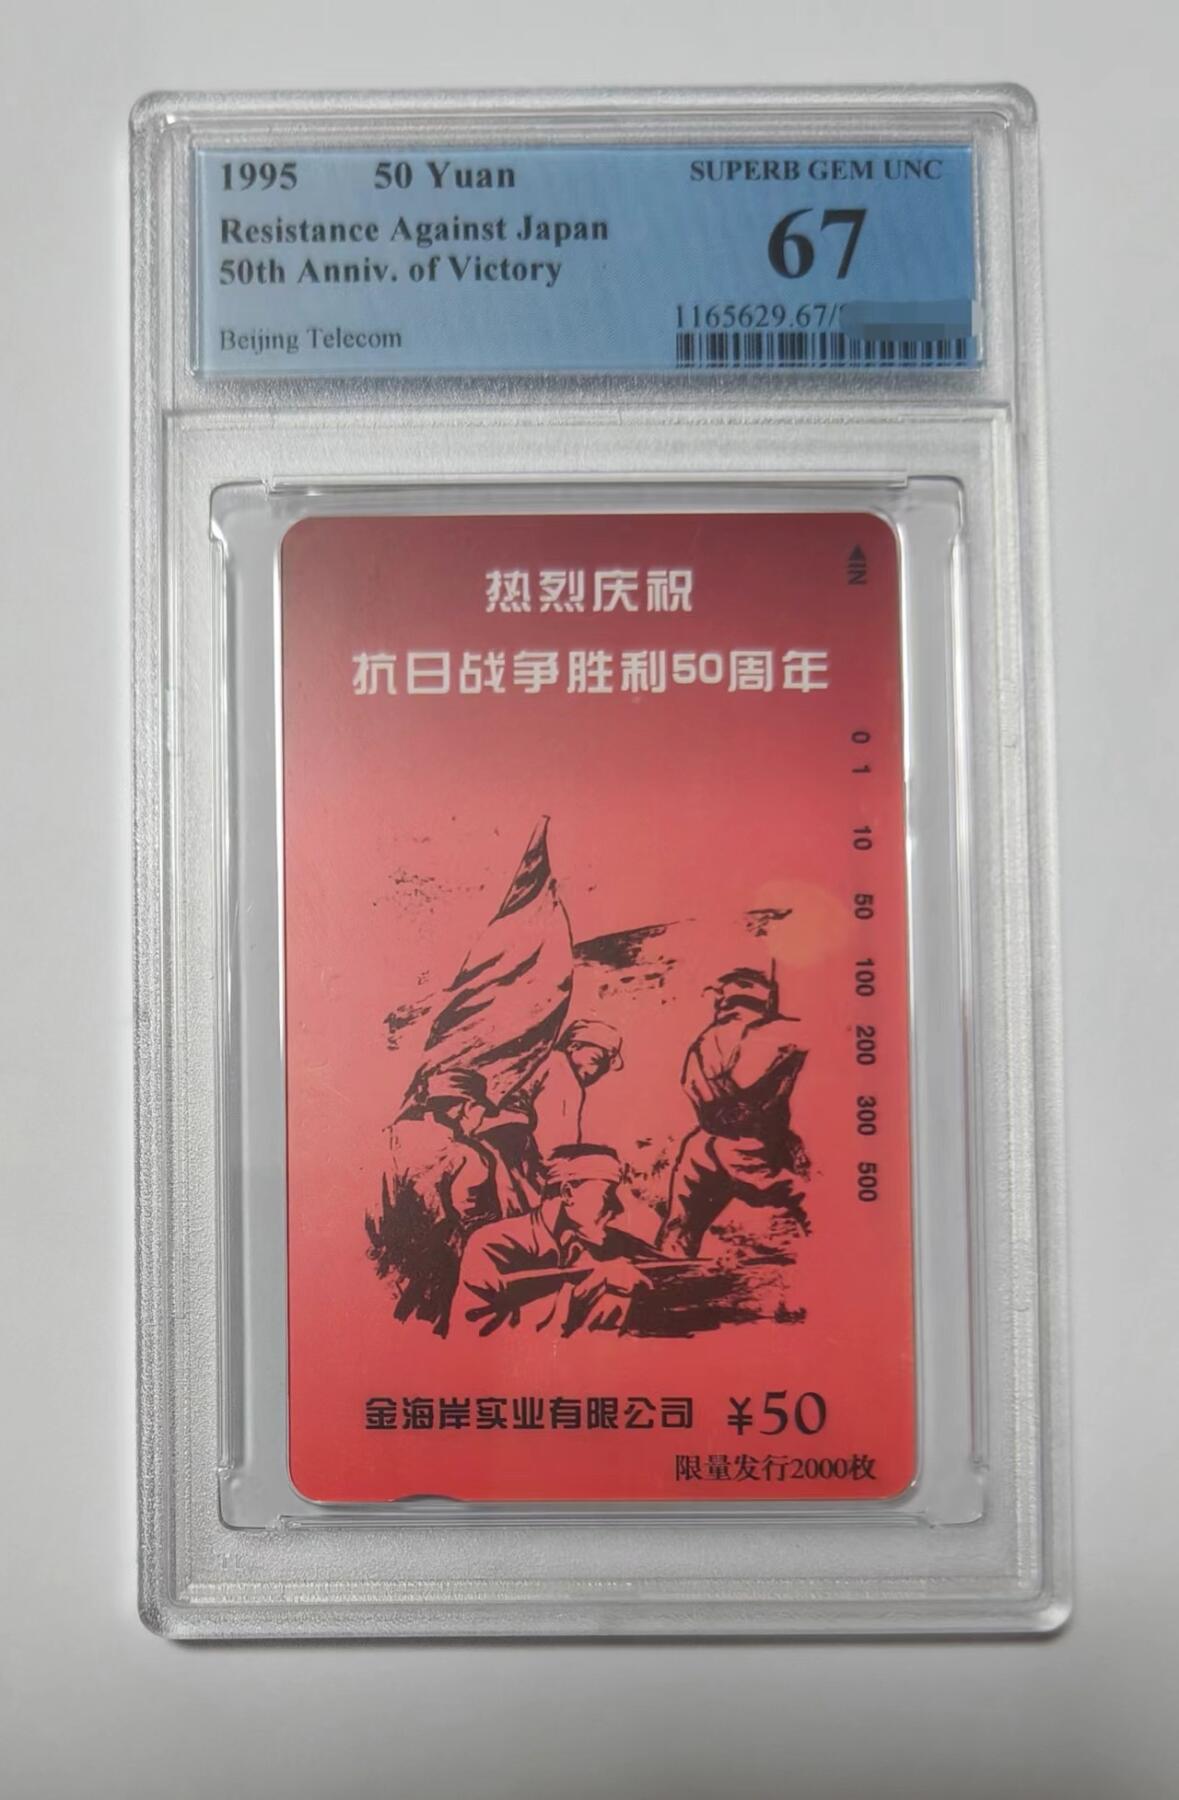 1995 50 Yuan
SUPERB GEM UNC
Resistance Against Japan
50th Anniv. of Victory
67
Beijing Telecom
1165629.67/
热烈庆祝
抗日战争胜利50周年
◀IN
0 1 10 50 100 200 300 500
金海岸实业有限公司 ¥50
限量发行2000枚